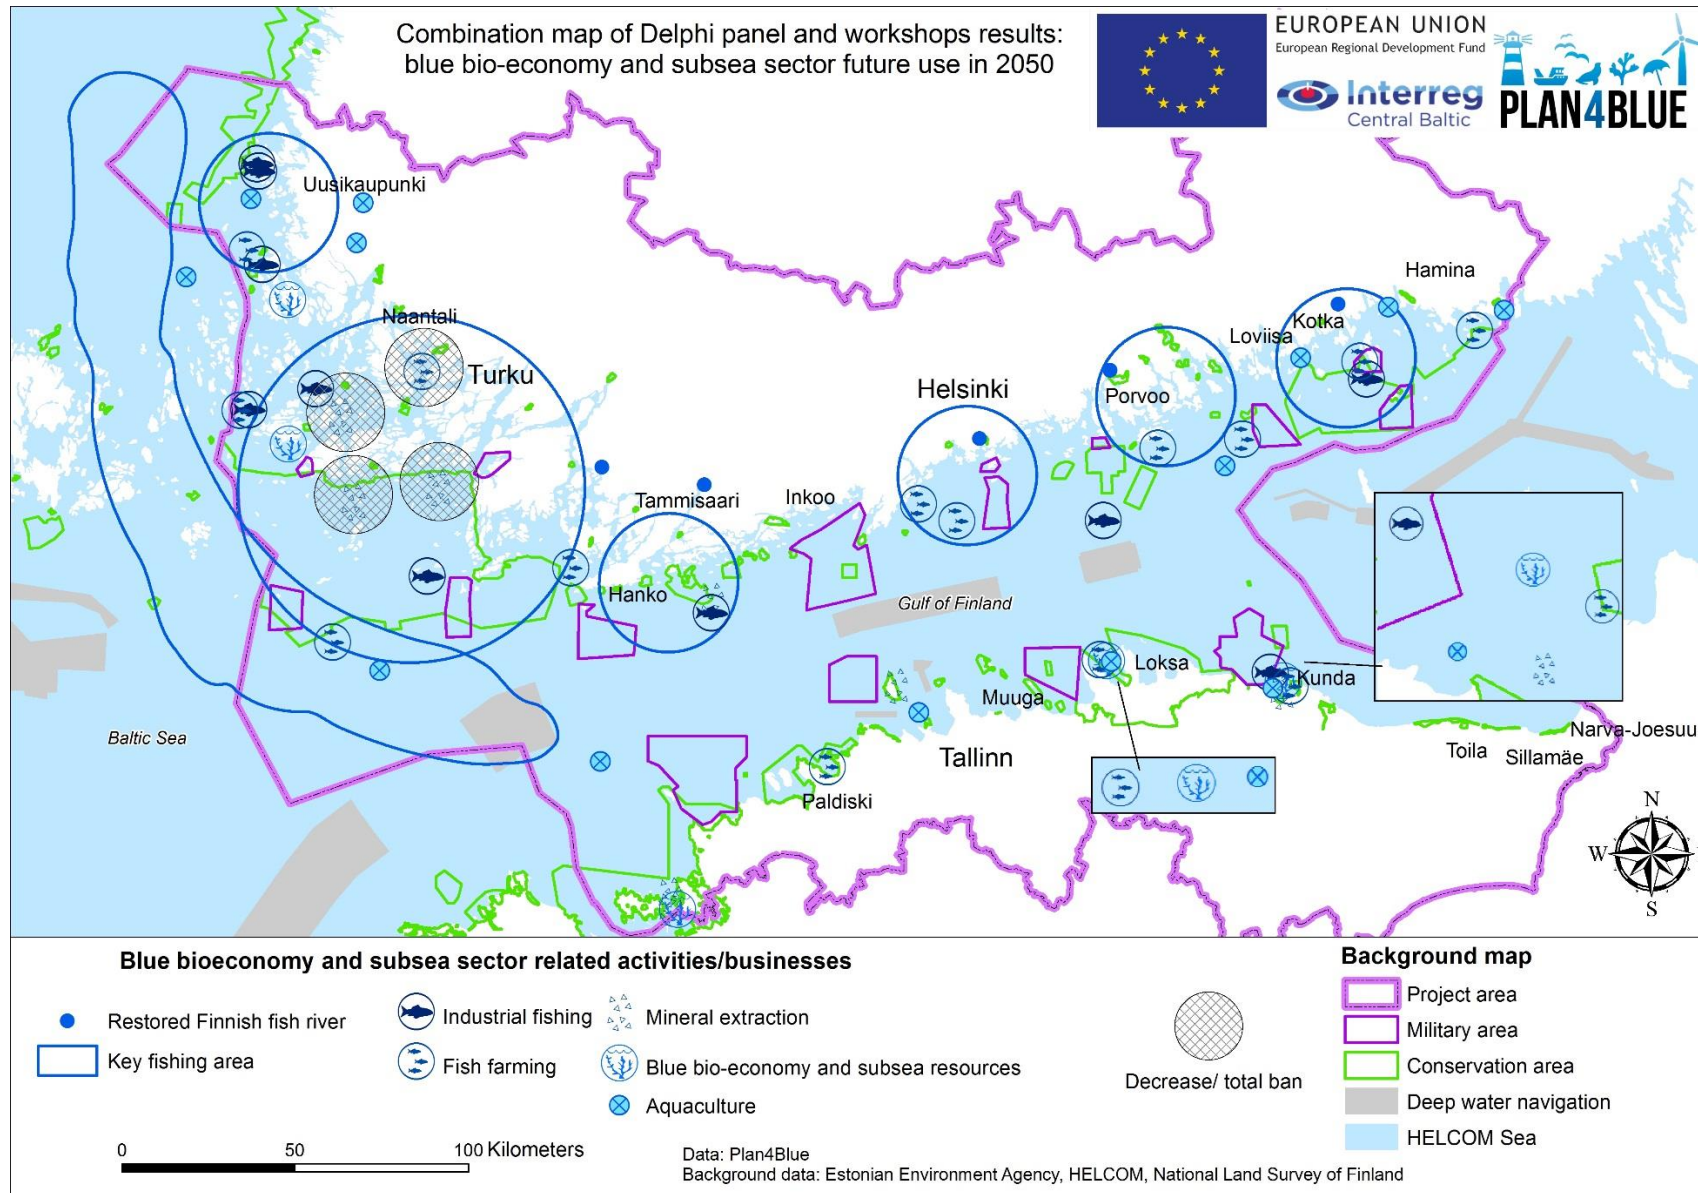 Combination map of Delphi panel and workshops results:
blue bio-economy and subsea sector future use in 2050
EUROPEAN UNION
European Regional Development Fund
Interreg
Central Baltic
PLAN4BLUE
Uusikaupunki
Naantali
Turku
Tammisaari
Hanko
Inkoo
Helsinki
Porvoo
Loviisa
Kotka
Hamina
Gulf of Finland
Baltic Sea
Muuga
Loksa
Kunda
Tallinn
Paldiski
Toila
Sillamäe
Narva-Joesuu
N
W
S
Blue bioeconomy and subsea sector related activities/businesses
Restored Finnish fish river
Key fishing area
Industrial fishing
Fish farming
Mineral extraction
Blue bio-economy and subsea resources
Aquaculture
Decrease/ total ban
Background map
Project area
Military area
Conservation area
Deep water navigation
HELCOM Sea
0 50 100 Kilometers
Data: Plan4Blue
Background data: Estonian Environment Agency, HELCOM, National Land Survey of Finland